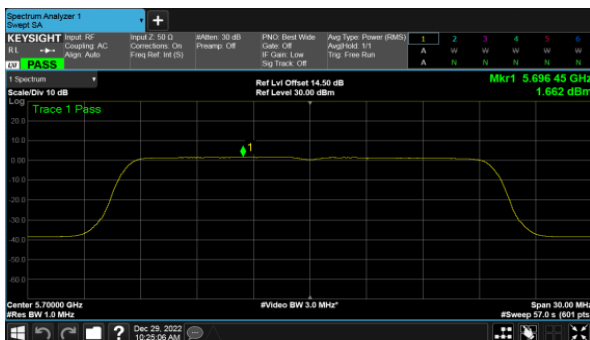 Spectrum Analyzer 1
Swept SA
+
KEYSIGHT
RL
PASS
Input: RF
Coupling: AC
Align: Auto
Input Z: 50 Ω
Corrections: On
Freq Ref: Int (S)
#Atten: 30 dB
Preamp: Off
PNO: Best Wide
Gate: Off
IF Gain: Low
Sig Track: Off
Avg Type: Power (RMS)
Avg|Hold: 1/1
Trig: Free Run
1 2 3 4 5 6
A W W W W W
A N N N N N
1 Spectrum
Scale/Div 10 dB
Ref Lvl Offset 14.50 dB
Ref Level 30.00 dBm
Mkr1 5.696 45 GHz
1.662 dBm
Log
Trace 1 Pass
20.0
10.0
0.00
1
-10.0
-20.0
-30.0
-40.0
-50.0
-60.0
Center 5.70000 GHz
#Video BW 3.0 MHz*
Span 30.00 MHz
#Res BW 1.0 MHz
#Sweep 57.0 s (601 pts)
?
Dec 29, 2022
10:25:06 AM